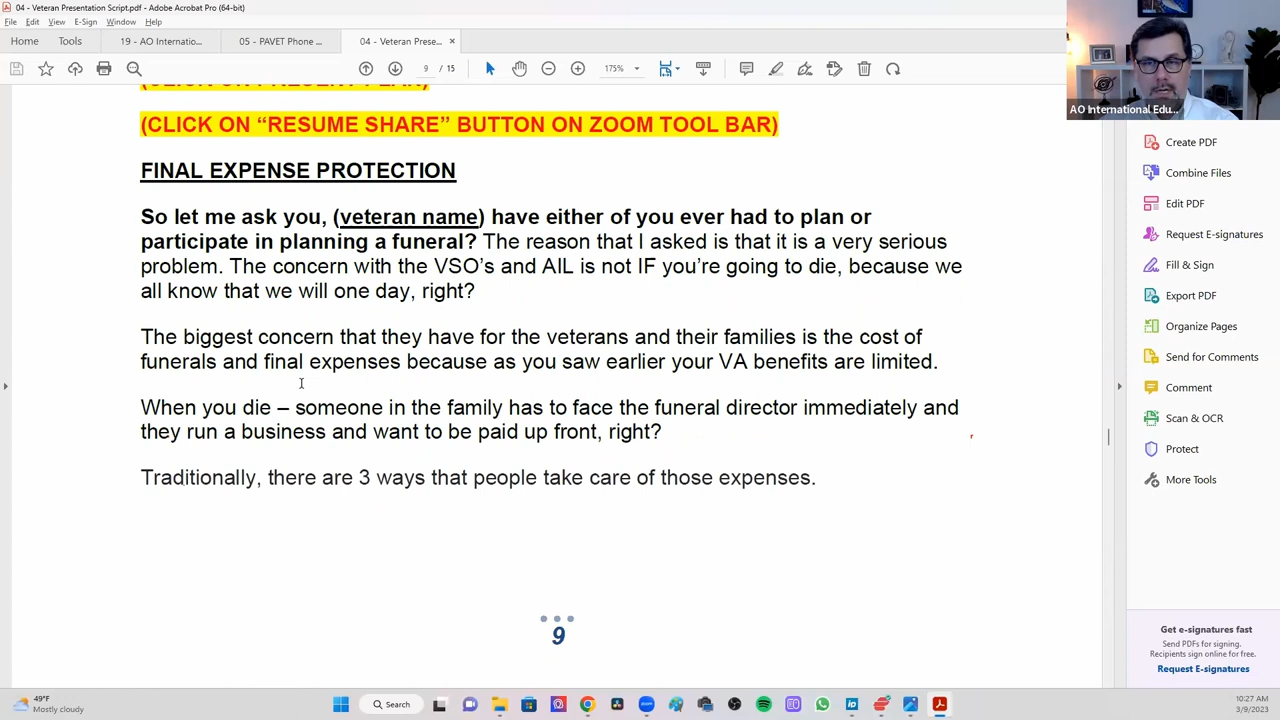 04 - Veteran Presentation Script.pdf - Adobe Acrobat Pro (64-bit)
File Edit View E-Sign Window Help
Home Tools 19 - AO Internatio... 05 - PAVET Phone ... 04 - Veteran Prese... ×
9 / 15 175%
AO International Edu...
(CLICK ON “RESUME SHARE” BUTTON ON ZOOM TOOL BAR)
FINAL EXPENSE PROTECTION
So let me ask you, (veteran name) have either of you ever had to plan or
participate in planning a funeral? The reason that I asked is that it is a very serious
problem. The concern with the VSO’s and AIL is not IF you’re going to die, because we
all know that we will one day, right?
The biggest concern that they have for the veterans and their families is the cost of
funerals and final expenses because as you saw earlier your VA benefits are limited.
When you die – someone in the family has to face the funeral director immediately and
they run a business and want to be paid up front, right?
Traditionally, there are 3 ways that people take care of those expenses.
9
Create PDF
Combine Files
Edit PDF
Request E-signatures
Fill & Sign
Export PDF
Organize Pages
Send for Comments
Comment
Scan & OCR
Protect
More Tools
Get e-signatures fast
Send PDFs for signing.
Recipients sign online for free.
Request E-signatures
49°F
Mostly cloudy
Search
10:27 AM
3/9/2023